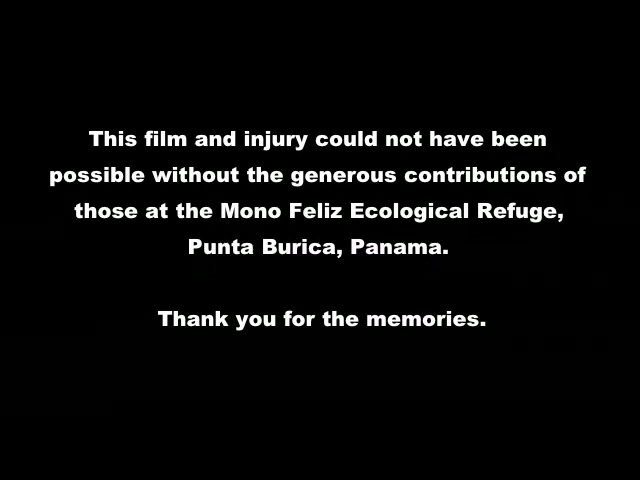 This film and injury could not have been
possible without the generous contributions of
those at the Mono Feliz Ecological Refuge,
Punta Burica, Panama.
Thank you for the memories.